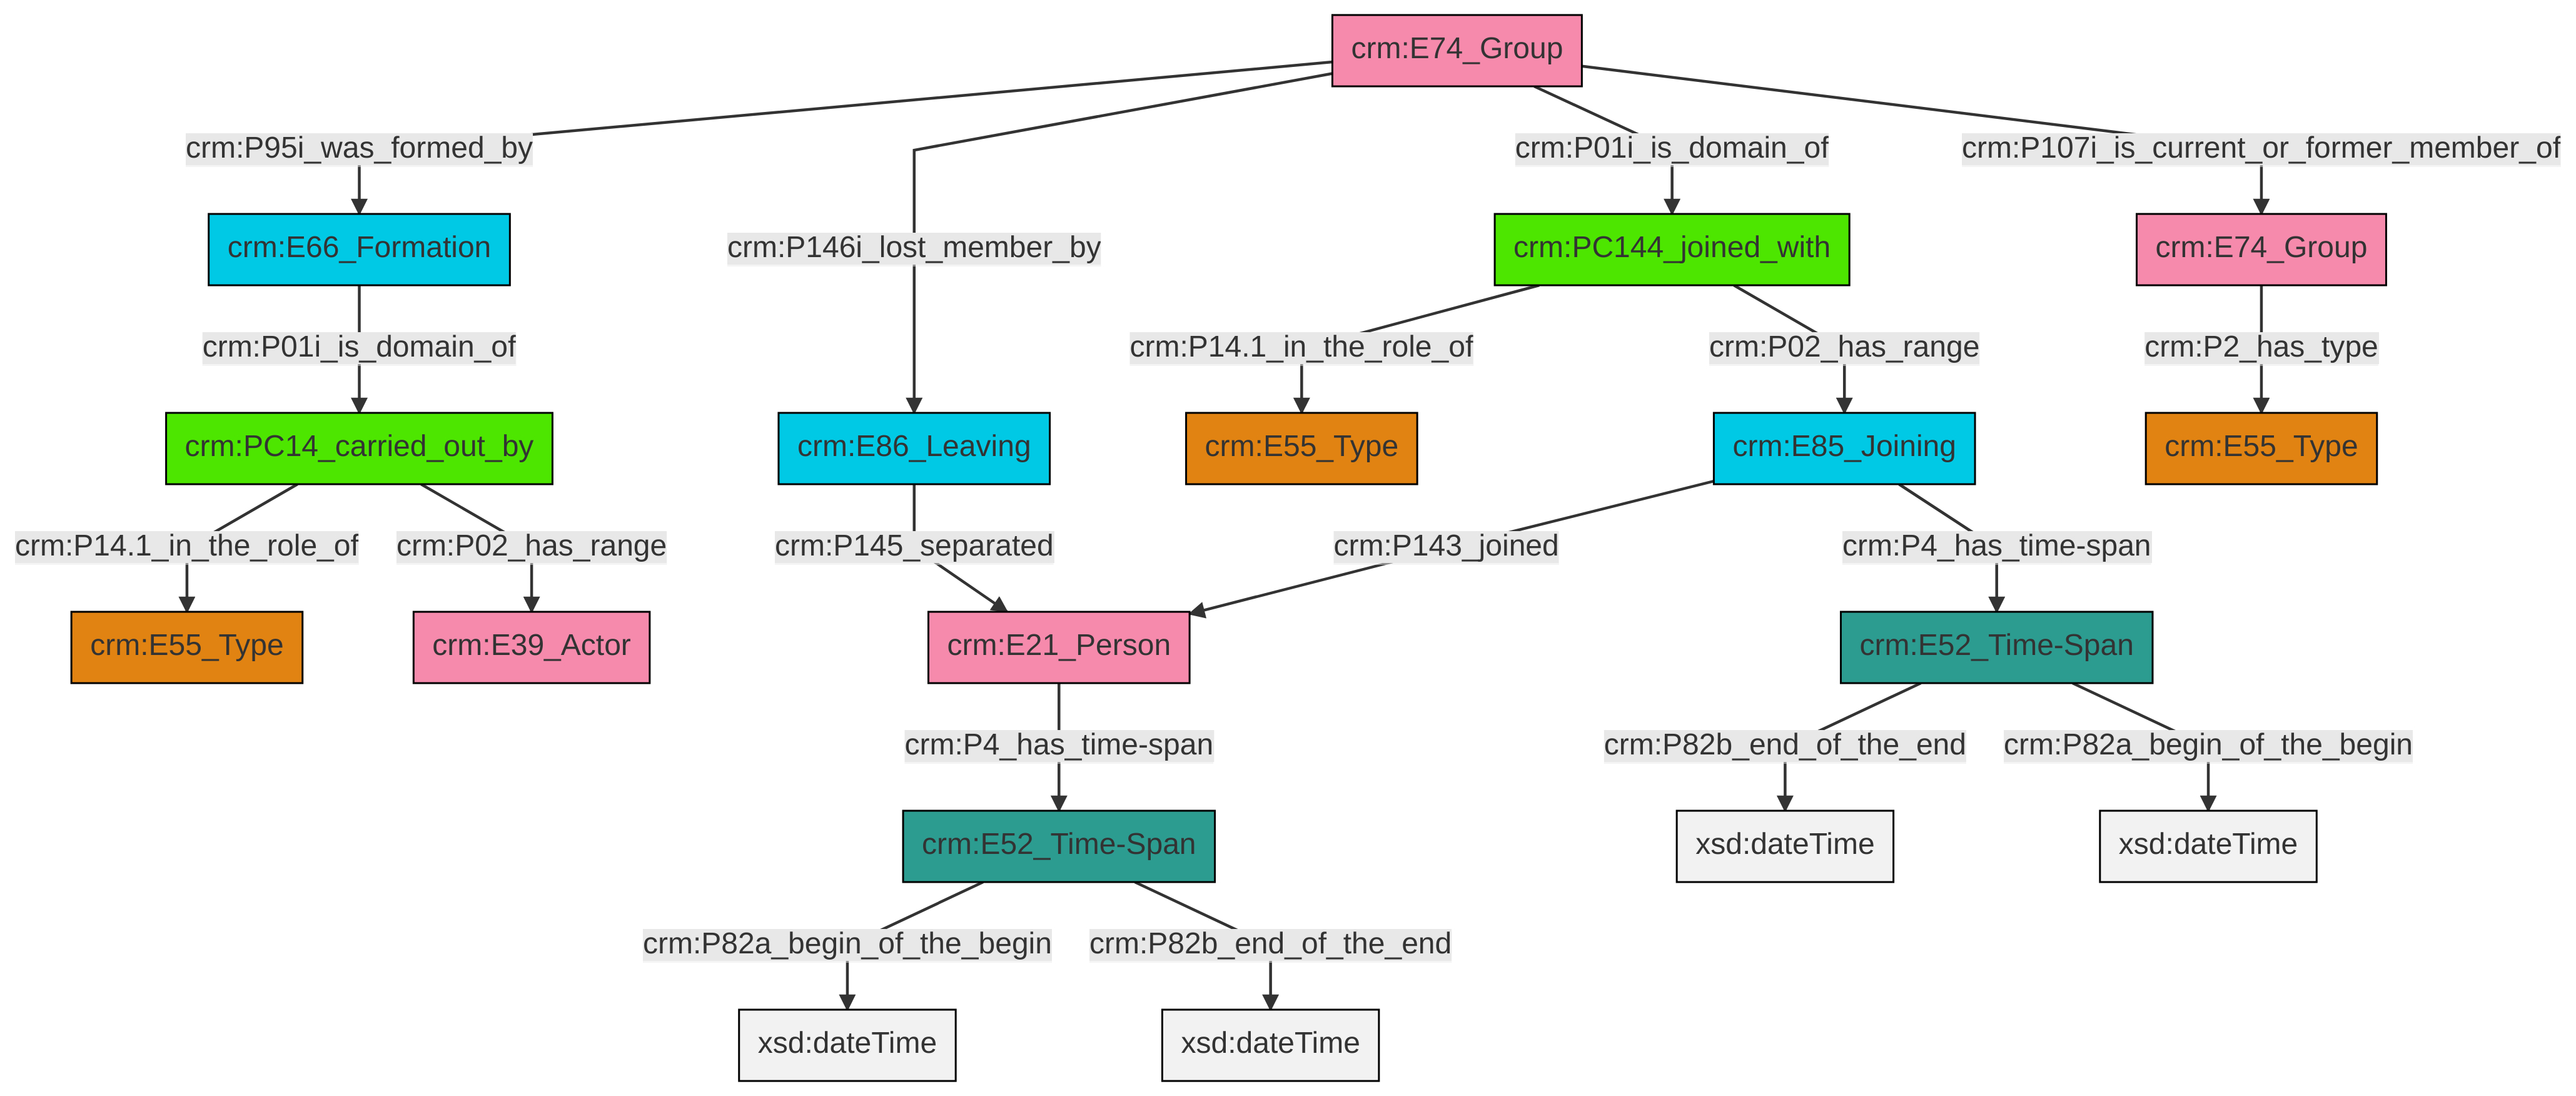 crm:E74_Group
crm:P95i_was_formed_by
crm:P01i_is_domain_of
crm:P107i_is_current_or_former_member_of
crm:E66_Formation
crm:P146i_lost_member_by
crm:PC144_joined_with
crm:E74_Group
crm:P01i_is_domain_of
crm:P14.1_in_the_role_of
crm:P02_has_range
crm:P2_has_type
crm:PC14_carried_out_by
crm:E86_Leaving
crm:E55_Type
crm:E85_Joining
crm:E55_Type
crm:P14.1_in_the_role_of
crm:P02_has_range
crm:P145_separated
crm:P143_joined
crm:P4_has_time-span
crm:E55_Type
crm:E39_Actor
crm:E21_Person
crm:E52_Time-Span
crm:P4_has_time-span
crm:P82b_end_of_the_end
crm:P82a_begin_of_the_begin
crm:E52_Time-Span
xsd:dateTime
xsd:dateTime
crm:P82a_begin_of_the_begin
crm:P82b_end_of_the_end
xsd:dateTime
xsd:dateTime